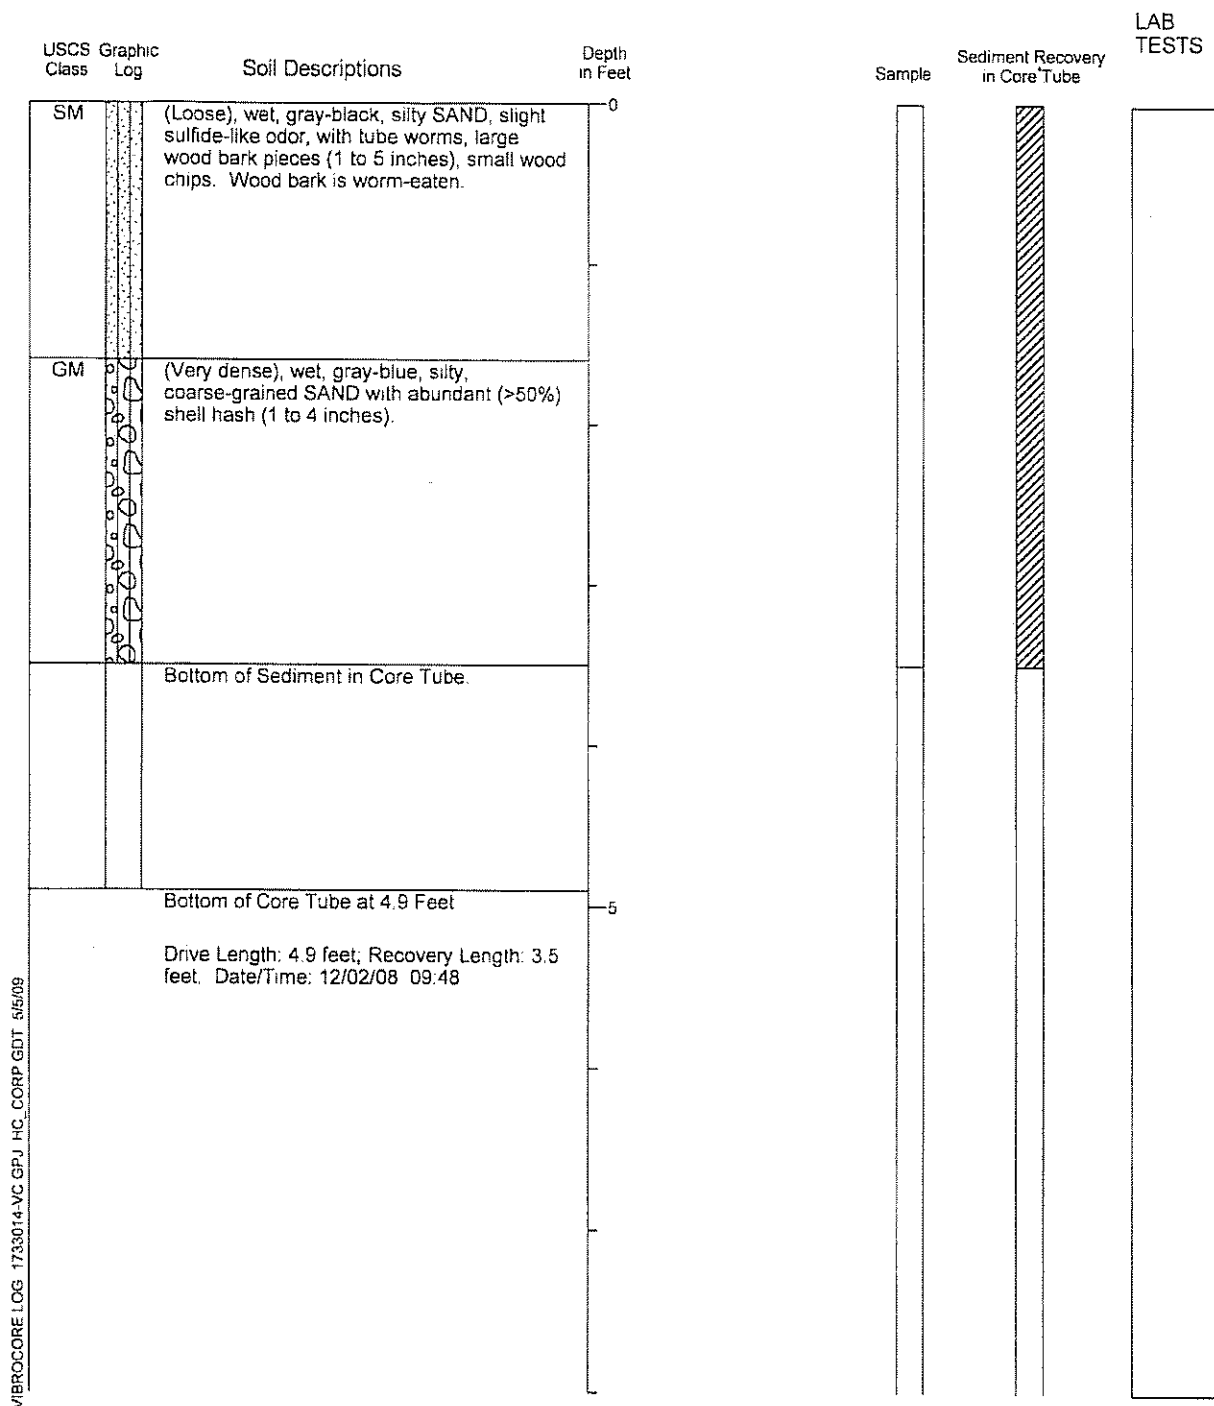 LAB
TESTS
USCS Graphic
Class Log
Soil Descriptions
Depth
in Feet
Sample
Sediment Recovery
in Core Tube
SM
(Loose), wet, gray-black, silty SAND, slight
sulfide-like odor, with tube worms, large
wood bark pieces (1 to 5 inches), small wood
chips. Wood bark is worm-eaten.
0
GM
(Very dense), wet, gray-blue, silty,
coarse-grained SAND with abundant (>50%)
shell hash (1 to 4 inches).
Bottom of Sediment in Core Tube.
Bottom of Core Tube at 4.9 Feet
5
Drive Length: 4.9 feet; Recovery Length: 3.5
feet. Date/Time: 12/02/08 09:48
VIBROCORE LOG 1733014-VC GPJ HC_CORP GDT 5/5/09